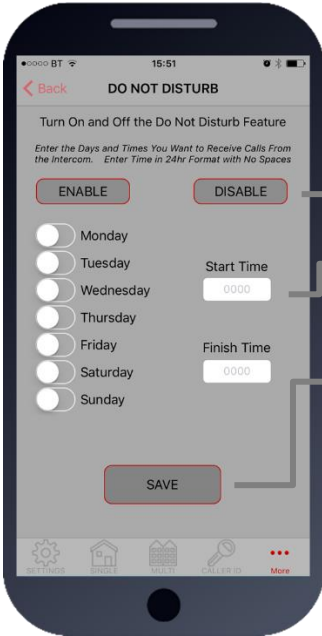 ●○○○○ BT 15:51
Back DO NOT DISTURB
Turn On and Off the Do Not Disturb Feature
Enter the Days and Times You Want to Receive Calls From
the Intercom. Enter Time in 24hr Format with No Spaces
ENABLE DISABLE
Monday
Tuesday
Wednesday
Thursday
Friday
Saturday
Sunday
Start Time
0000
Finish Time
0000
SAVE
SETTINGS SINGLE MULTI CALLER ID More